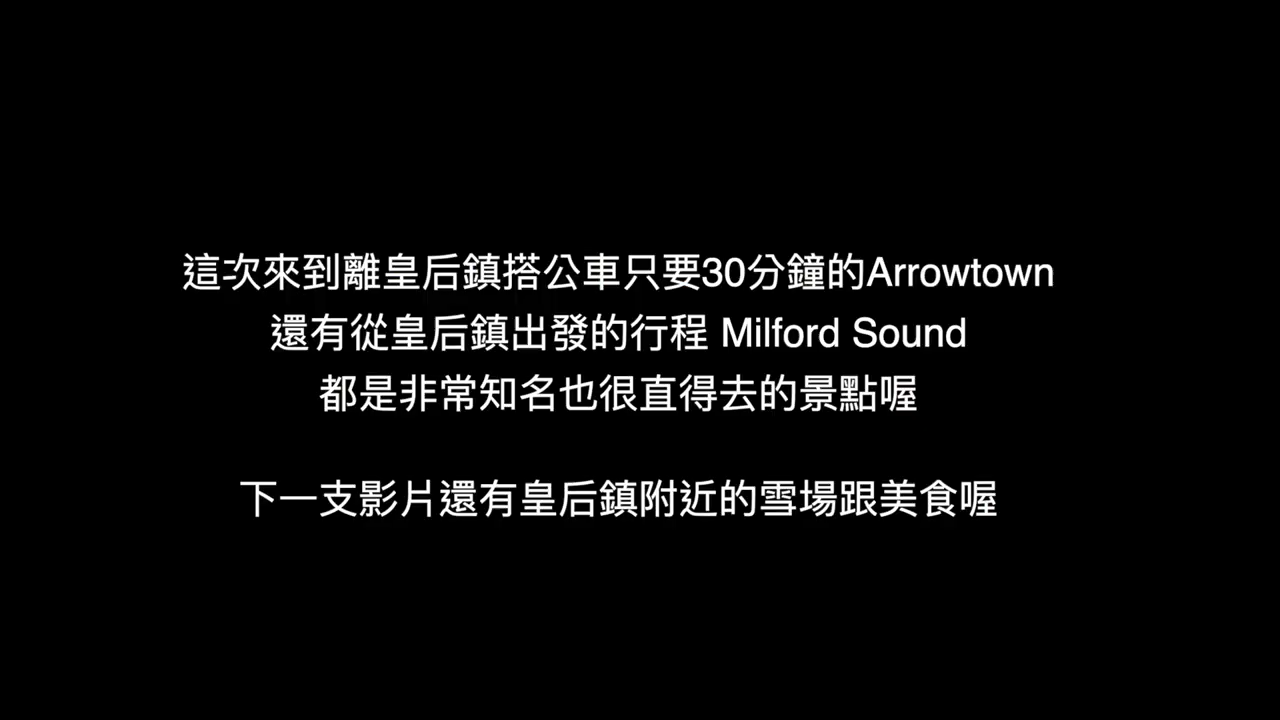 這次來到離皇后鎮搭公車只要30分鐘的Arrowtown
還有從皇后鎮出發的行程 Milford Sound
都是非常知名也很直得去的景點喔
下一支影片還有皇后鎮附近的雪場跟美食喔